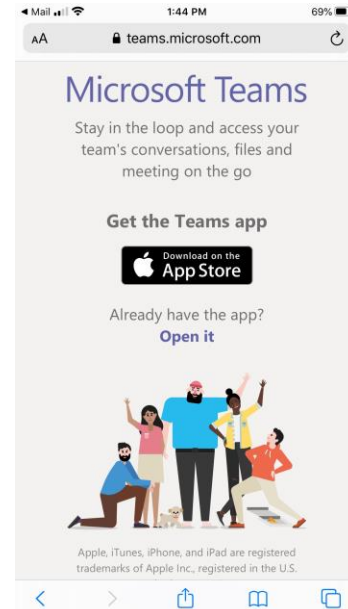 Mail
1:44 PM
69%
AA
teams.microsoft.com
Microsoft Teams
Stay in the loop and access your
team's conversations, files and
meeting on the go
Get the Teams app
Download on the
App Store
Already have the app?
Open it
Apple, iTunes, iPhone, and iPad are registered
trademarks of Apple Inc., registered in the U.S.